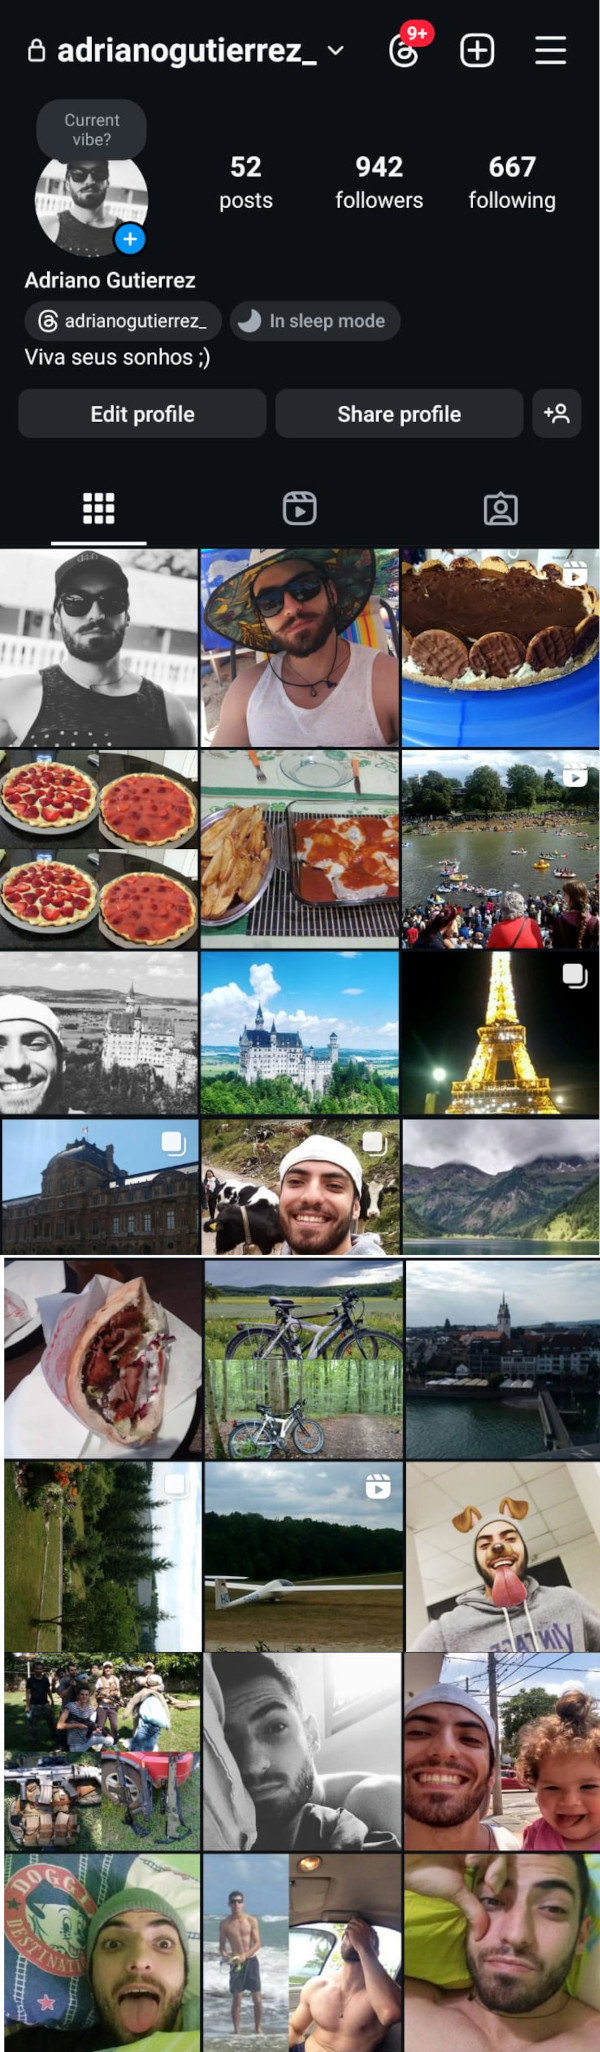 adrianogutierrez_
9+
Current
vibe?
52
posts
942
followers
667
following
Adriano Gutierrez
adrianogutierrez_
In sleep mode
Viva seus sonhos ;)
Edit profile
Share profile
DOGGY